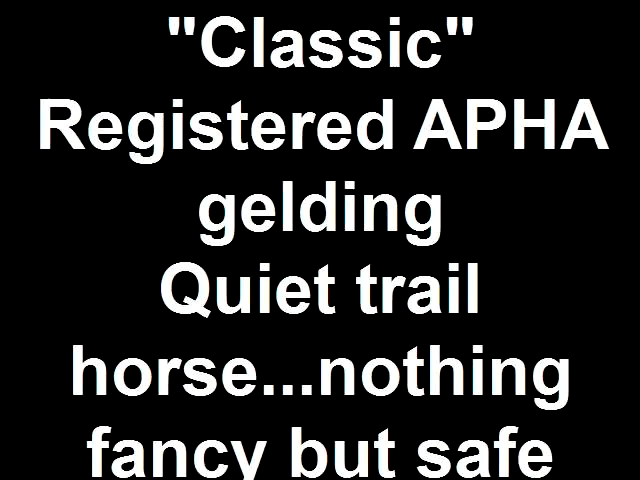 "Classic"
Registered APHA
gelding
Quiet trail
horse...nothing
fancy but safe